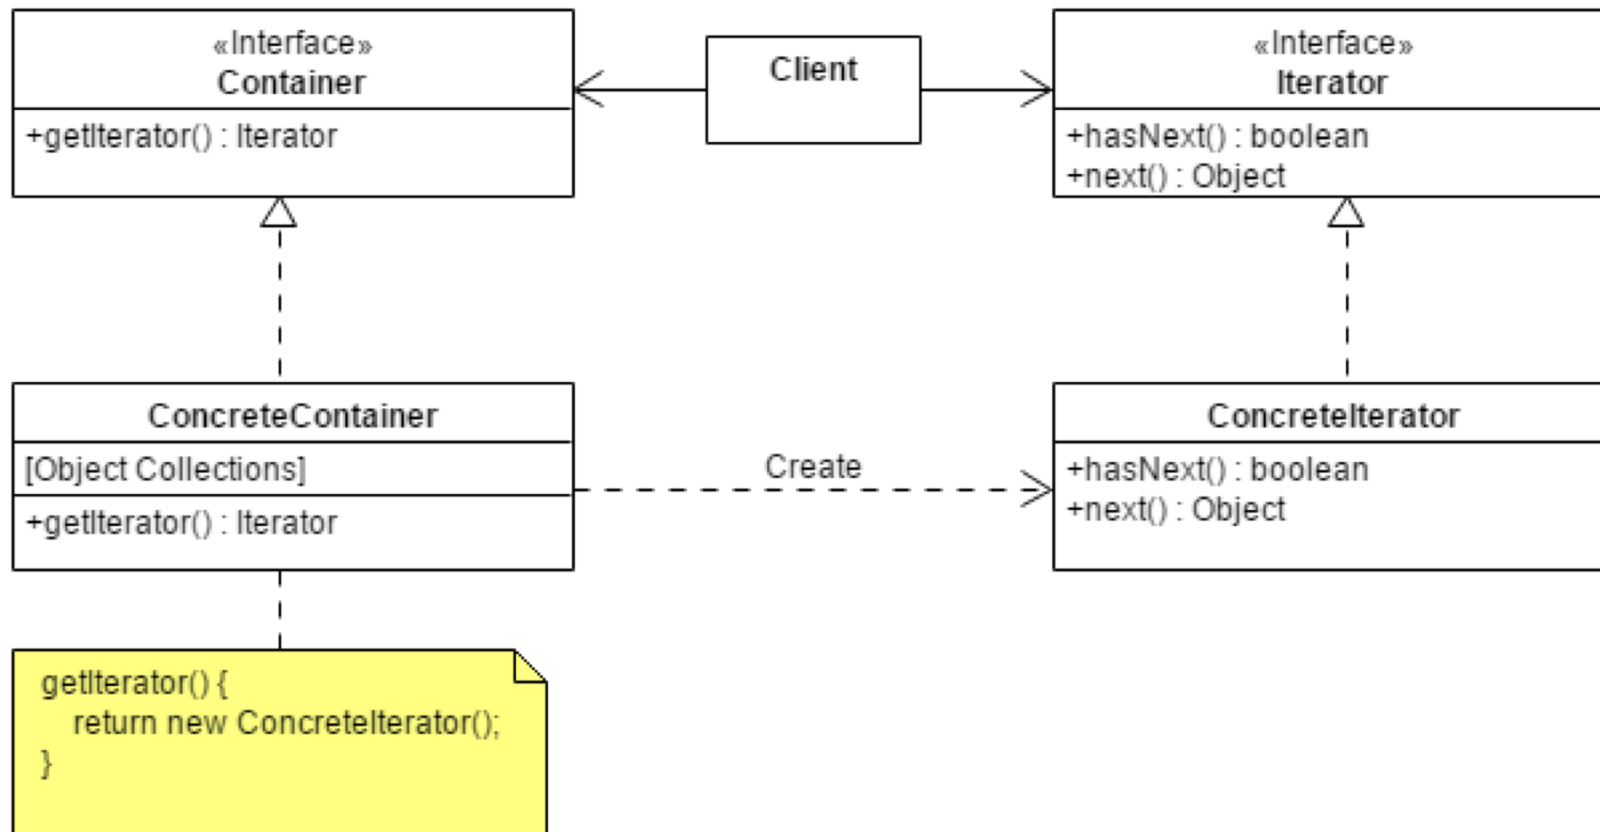 «Interface»
Container
+getIterator() : Iterator
Client
«Interface»
Iterator
+hasNext() : boolean
+next() : Object
ConcreteContainer
[Object Collections]
+getIterator() : Iterator
Create
ConcreteIterator
+hasNext() : boolean
+next() : Object
getIterator() {
return new ConcreteIterator();
}